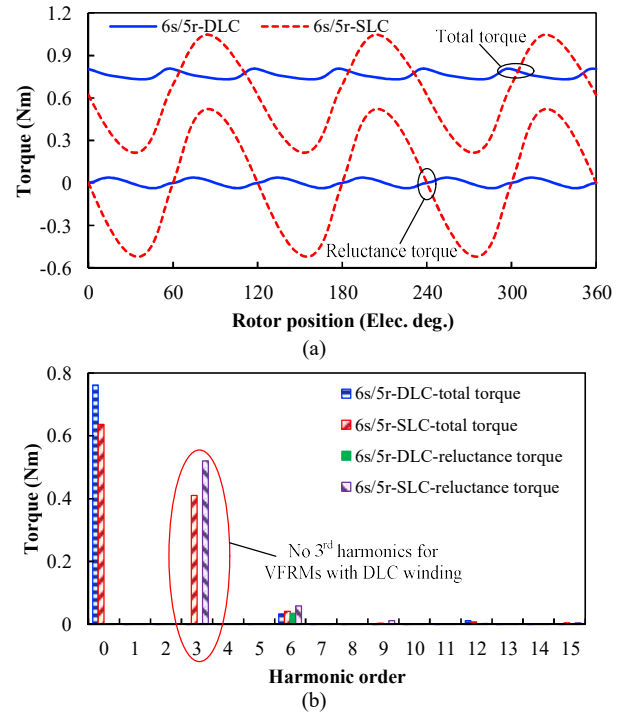 6s/5r-DLC 6s/5r-SLC
1.2
0.9
0.6
0.3
0
-0.3
-0.6
Torque (Nm)
Total torque
Reluctance torque
0 60 120 180 240 300 360
Rotor position (Elec. deg.)
(a)
0.8
0.6
0.4
0.2
0
Torque (Nm)
6s/5r-DLC-total torque
6s/5r-SLC-total torque
6s/5r-DLC-reluctance torque
6s/5r-SLC-reluctance torque
No 3rd harmonics for
VFRMs with DLC winding
0 1 2 3 4 5 6 7 8 9 10 11 12 13 14 15
Harmonic order
(b)